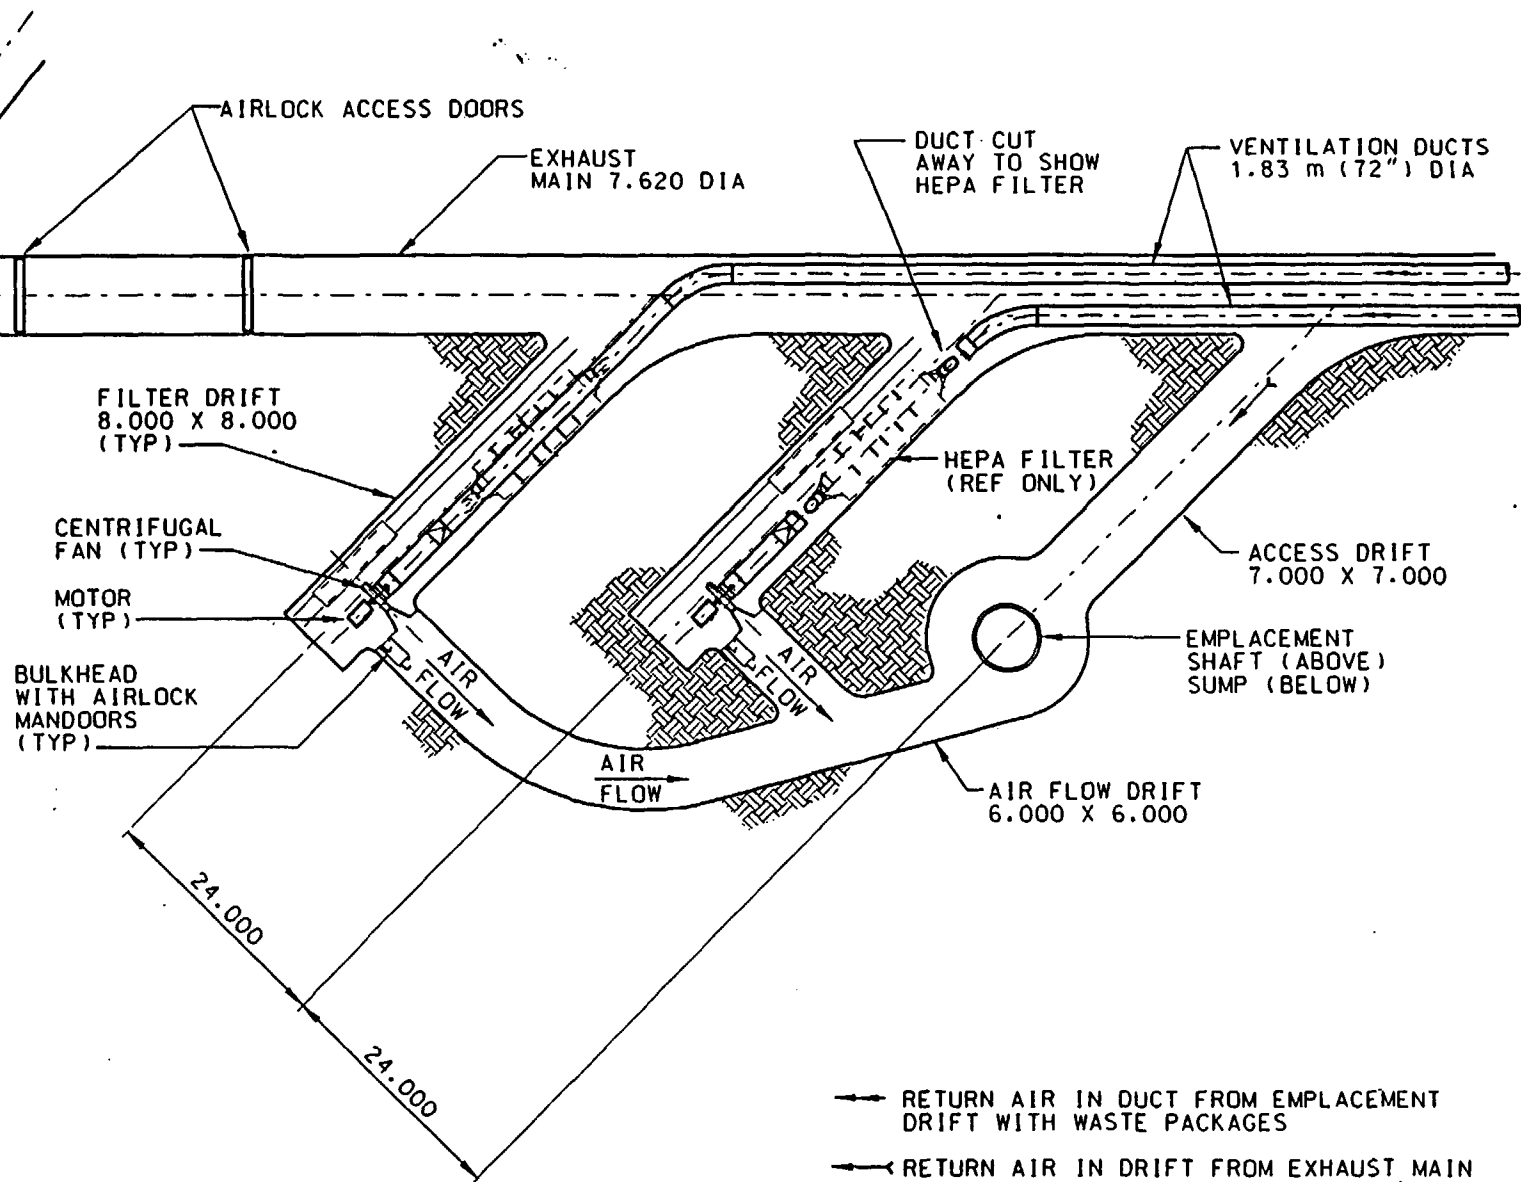 AIRLOCK ACCESS DOORS
EXHAUST
MAIN 7.620 DIA
DUCT CUT
AWAY TO SHOW
HEPA FILTER
VENTILATION DUCTS
1.83 m (72") DIA
FILTER DRIFT
8.000 X 8.000
(TYP)
HEPA FILTER
(REF ONLY)
CENTRIFUGAL
FAN (TYP)
ACCESS DRIFT
7.000 X 7.000
MOTOR
(TYP)
EMPLACEMENT
SHAFT (ABOVE)
SUMP (BELOW)
BULKHEAD
WITH AIRLOCK
MANDOORS
(TYP)
AIR
FLOW
AIR
FLOW
AIR
FLOW
AIR FLOW DRIFT
6.000 X 6.000
24.000
24.000
RETURN AIR IN DUCT FROM EMPLACEMENT
DRIFT WITH WASTE PACKAGES
RETURN AIR IN DRIFT FROM EXHAUST MAIN